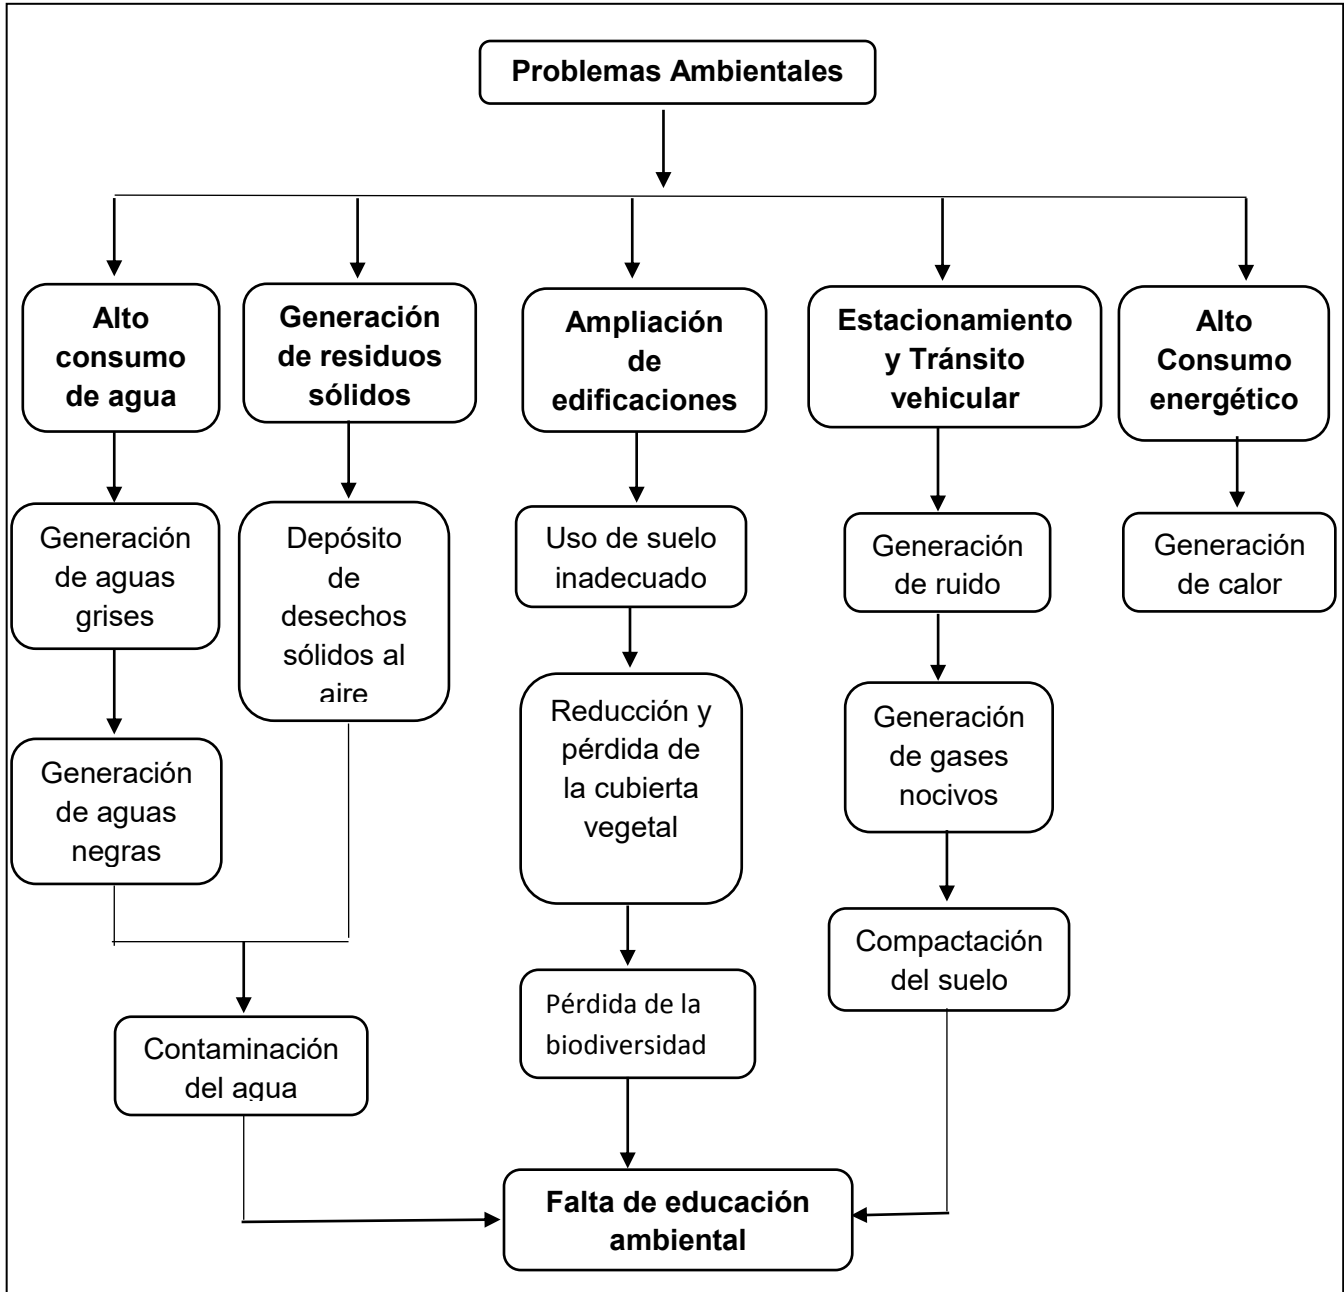 Problemas Ambientales
Alto
consumo
de agua
Generación
de residuos
sólidos
Ampliación
de
edificaciones
Estacionamiento
y Tránsito
vehicular
Alto
Consumo
energético
Generación
de aguas
grises
Depósito
de
desechos
sólidos al
aire
Uso de suelo
inadecuado
Generación
de ruido
Generación
de calor
Generación
de aguas
negras
Reducción y
pérdida de
la cubierta
vegetal
Generación
de gases
nocivos
Compactación
del suelo
Contaminación
del agua
Pérdida de la
biodiversidad
Falta de educación
ambiental